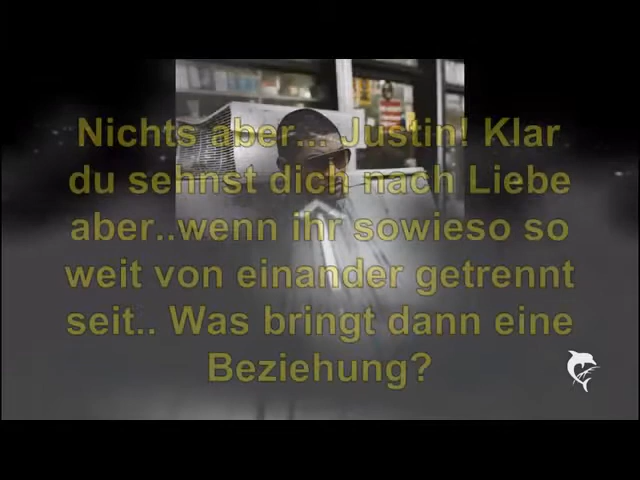 Nichts aber... Justin! Klar
du sehnst dich nach Liebe
aber..wenn ihr sowieso so
weit von einander getrennt
seit.. Was bringt dann eine
Beziehung?